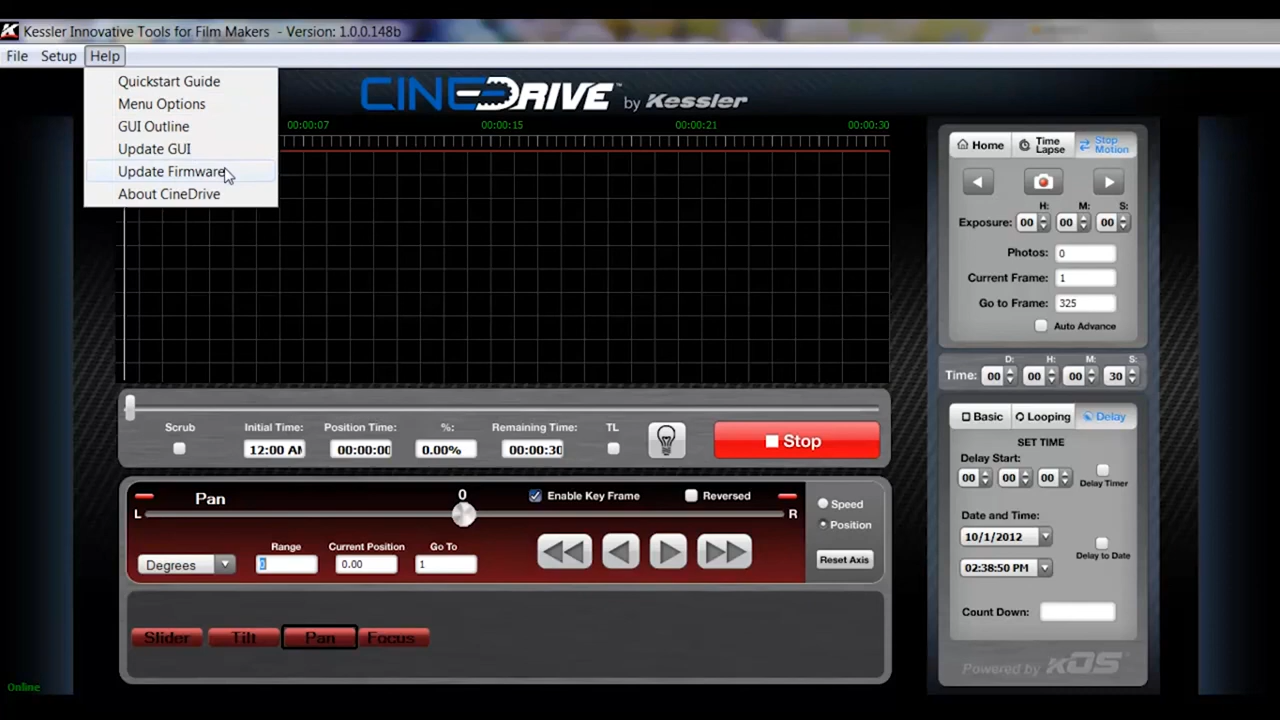 Kessler Innovative Tools for Film Makers - Version: 1.0.0.148b
File Setup Help
Quickstart Guide
Menu Options
GUI Outline
Update GUI
Update Firmware
About CineDrive
CINEDRIVE™ by Kessler
00:00:07 00:00:15 00:00:21 00:00:30
Home Time Lapse Stop Motion
H: M: S:
Exposure: 00 00 00
Photos: 0
Current Frame: 1
Go to Frame: 325
Auto Advance
D: H: M: S:
Time: 00 00 00 30
Scrub Initial Time: Position Time: %: Remaining Time: TL
12:00 AM 00:00:00 0.00% 00:00:30
Stop
Basic Looping Delay
SET TIME
Delay Start:
00 00 00 Delay Timer
Date and Time:
10/1/2012
Delay to Date
02:38:50 PM
Count Down:
Powered by kOS™
Pan 0 Enable Key Frame Reversed
L R
Speed
Position
Range Current Position Go To
Degrees 0 0.00 1
Reset Axis
Slider Tilt Pan Focus
Online